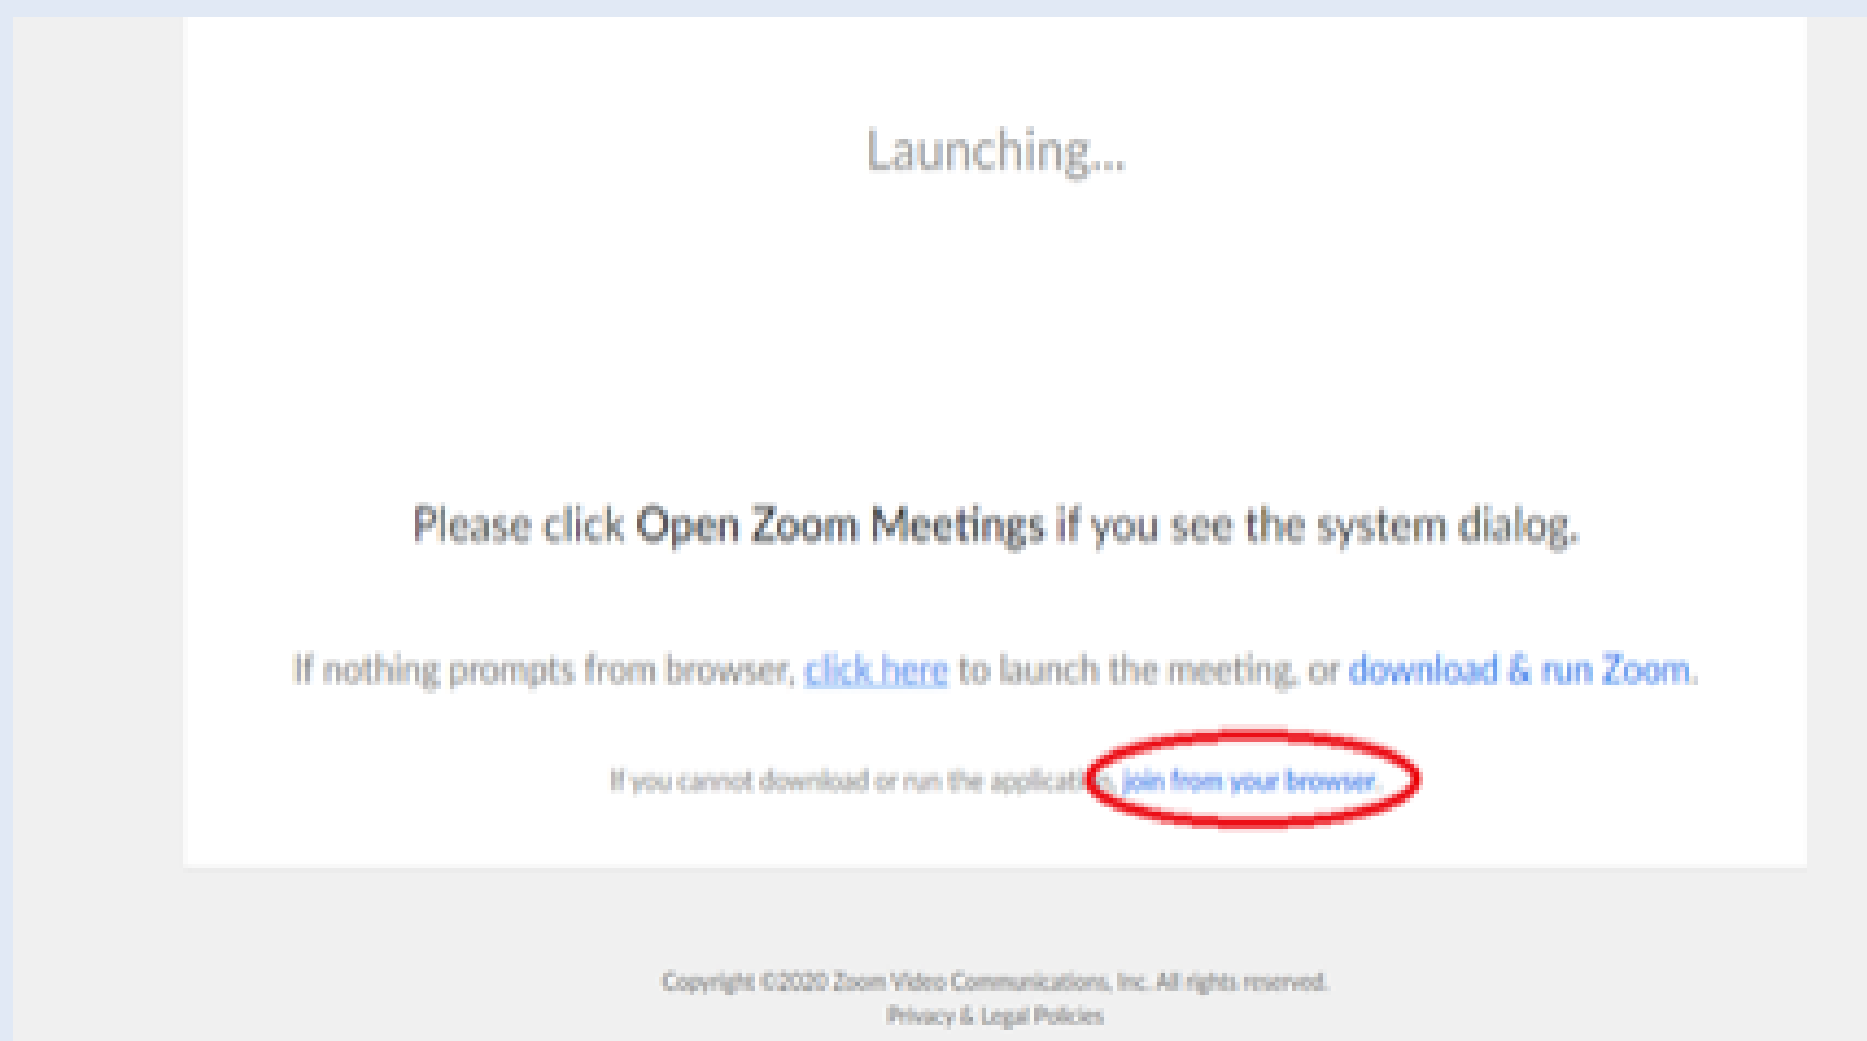 Launching...
Please click Open Zoom Meetings if you see the system dialog.
If nothing prompts from browser, click here to launch the meeting, or download & run Zoom.
If you cannot download or run the applicati, join from your browser.
Copyright ©2020 Zoom Video Communications, Inc. All rights reserved.
Privacy & Legal Policies